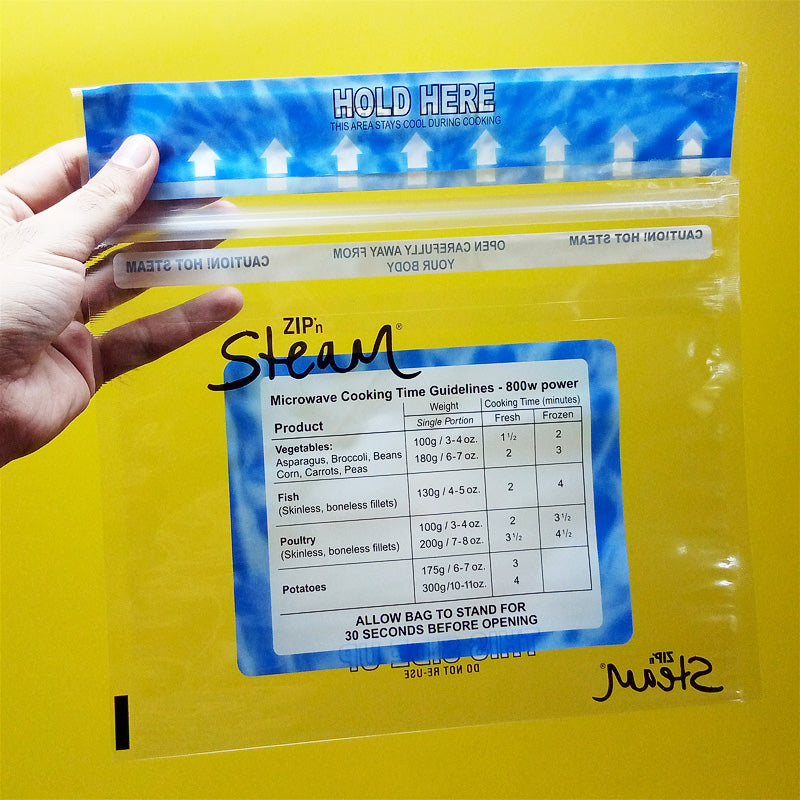 HOLD HERE
THIS AREA STAYS COOL DURING COOKING
CAUTION! HOT STEAM
OPEN CAREFULLY AWAY FROM
YOUR BODY
CAUTION! HOT STEAM
ZIP'n
Steam®
Microwave Cooking Time Guidelines - 800w power
Product Weight Cooking Time (minutes)
Single Portion Fresh Frozen
Vegetables:
Asparagus, Broccoli, Beans 100g / 3-4 oz. 1 1/2 2
Corn, Carrots, Peas 180g / 6-7 oz. 2 3
Fish
(Skinless, boneless fillets) 130g / 4-5 oz. 2 4
Poultry 100g / 3-4 oz. 2 3 1/2
(Skinless, boneless fillets) 200g / 7-8 oz. 3 1/2 4 1/2
Potatoes 175g / 6-7 oz. 3
300g/10-11oz. 4
ALLOW BAG TO STAND FOR
30 SECONDS BEFORE OPENING
THIS SIDE UP
DO NOT RE-USE
ZIP'n
Steam®